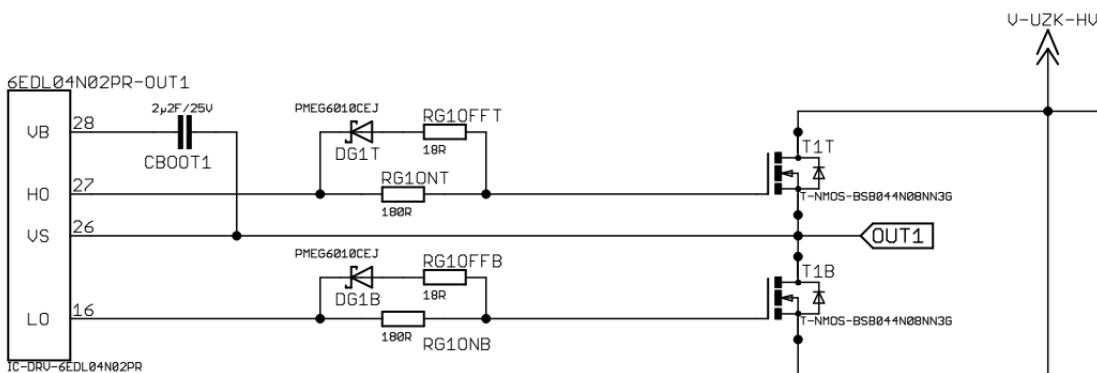 V-UZK-HV
6EDL04N02PR-OUT1
2µ2F/25V
PMEG6010CEJ
RG1OFFT
VB
28
DG1T
18R
CBOOT1
T1T
HO
27
RG1ONT
T-NMOS-BSB044N08NN3G
180R
VS
26
OUT1
PMEG6010CEJ
RG1OFFB
T1B
DG1B
18R
LO
16
T-NMOS-BSB044N08NN3G
180R
RG1ONB
IC-DRV-6EDL04N02PR